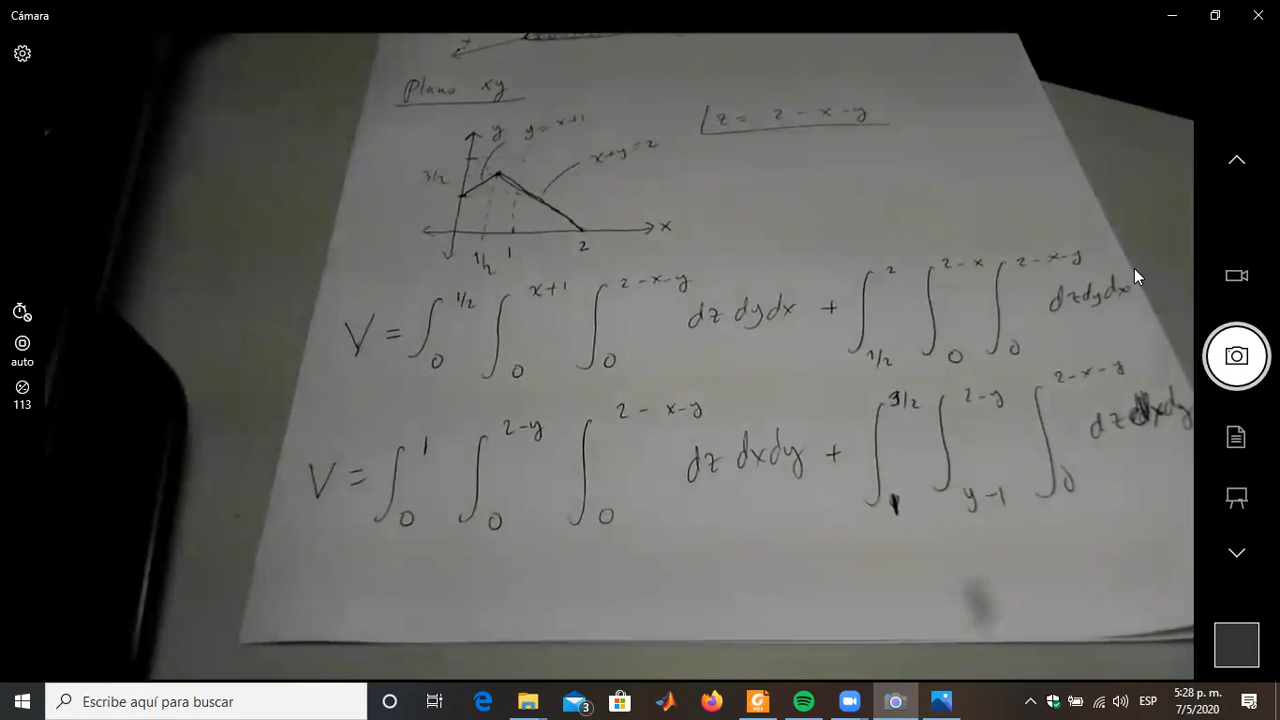 Cámara
Plano xy
z = 2 - x - y
y
y = x+1
x+y = 2
3/2
x
1/2
1
2
V = ∫_0^{1/2} ∫_0^{x+1} ∫_0^{2-x-y} dz dy dx + ∫_{1/2}^{2} ∫_0^{2-x} ∫_0^{2-x-y} dz dy dx
V = ∫_0^{1} ∫_0^{2-y} ∫_0^{2-x-y} dz dx dy + ∫_{1}^{3/2} ∫_{y-1}^{2-y} ∫_0^{2-x-y} dz dx dy
auto
113
Escribe aquí para buscar
3
ESP
5:28 p. m.
7/5/2020